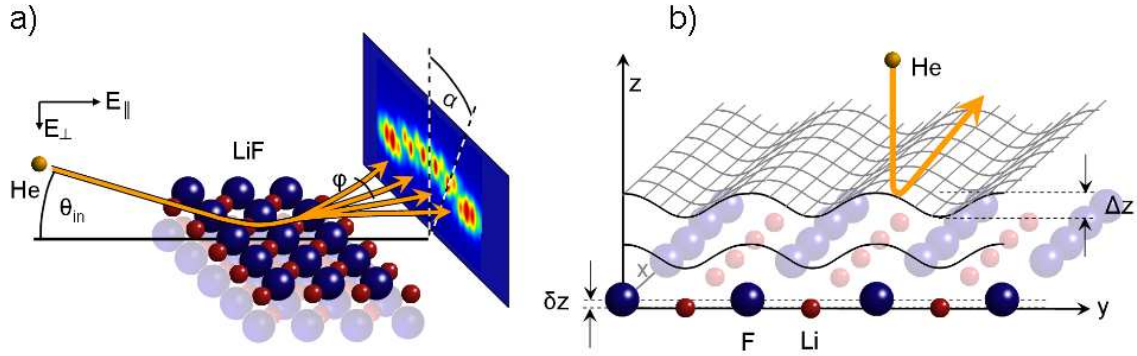 a)
E∥
E⊥
LiF
α
He
θin
φ
b)
z
He
Δz
x
δz
y
F
Li